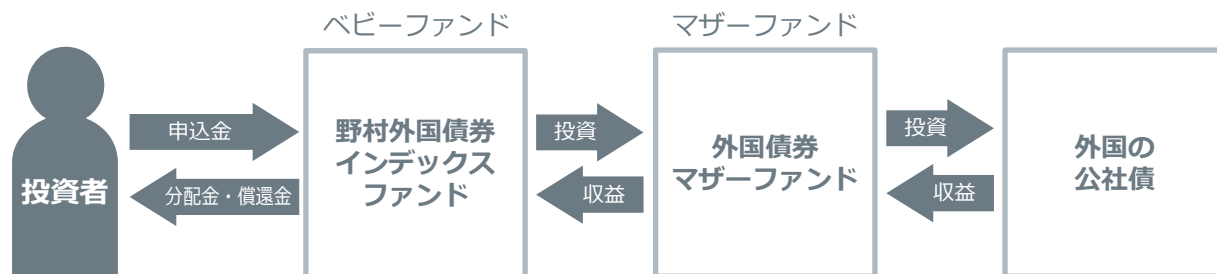 ベビーファンド
マザーファンド
投資者
申込金
分配金・償還金
野村外国債券
インデックス
ファンド
投資
収益
外国債券
マザーファンド
投資
収益
外国の
公社債